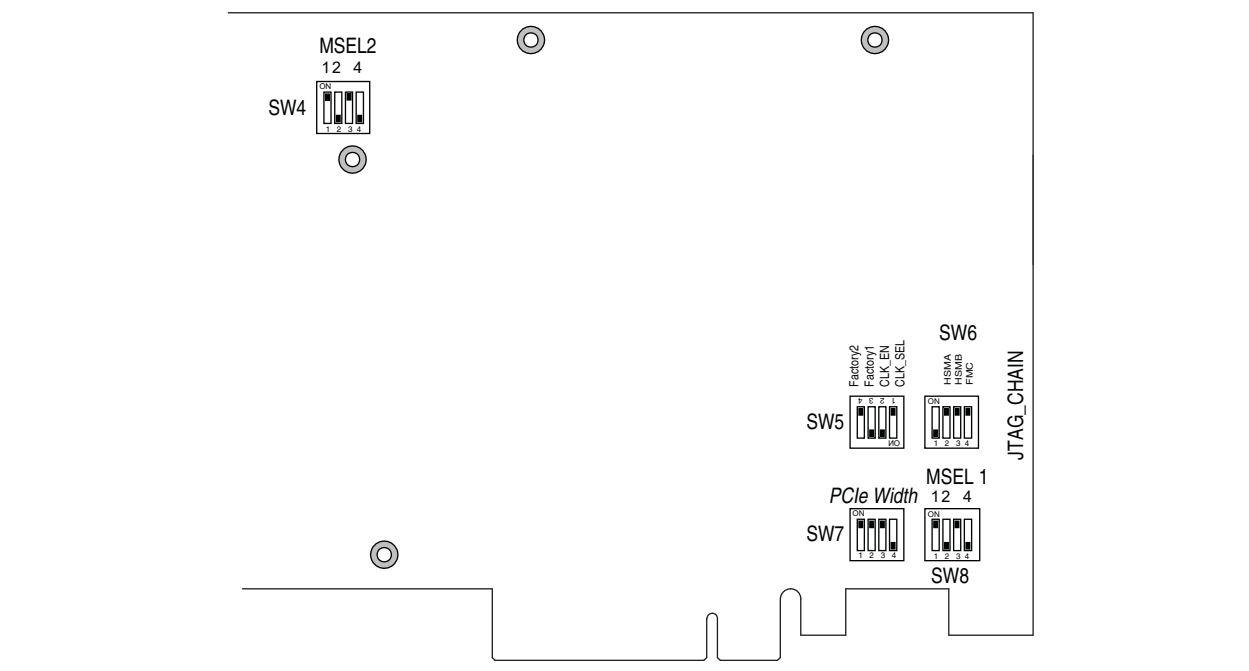 MSEL2
12 4
ON
SW4
1 2 3 4
SW6
Factory2
Factory1
CLK_EN
CLK_SEL
HSMA
HSMB
FMC
JTAG_CHAIN
4 3 2 1
ON
SW5
ON
1 2 3 4
MSEL 1
PCIe Width
12 4
ON
ON
SW7
1 2 3 4
1 2 3 4
SW8